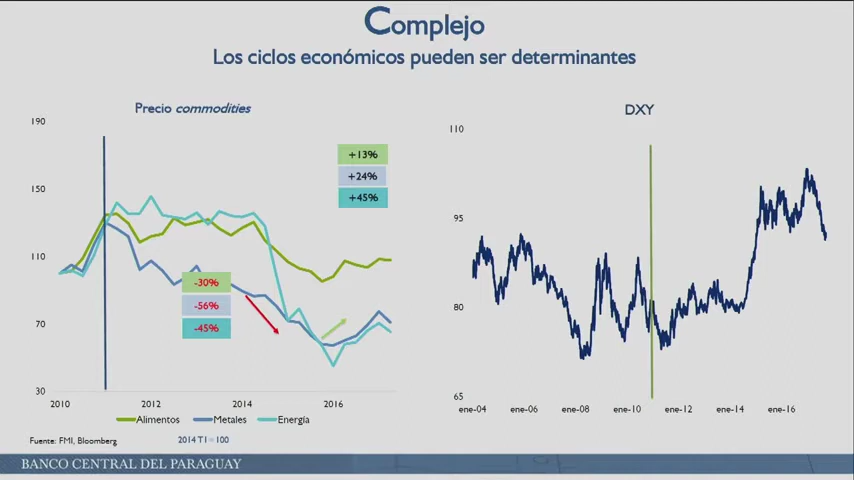 Complejo
Los ciclos económicos pueden ser determinantes
Precio commodities
190
150
110
70
30
+13%
+24%
+45%
-30%
-56%
-45%
2010
2012
2014
2016
Alimentos
Metales
Energía
Fuente: FMI, Bloomberg
2014 T1=100
DXY
110
95
80
65
ene-04
ene-06
ene-08
ene-10
ene-12
ene-14
ene-16
BANCO CENTRAL DEL PARAGUAY